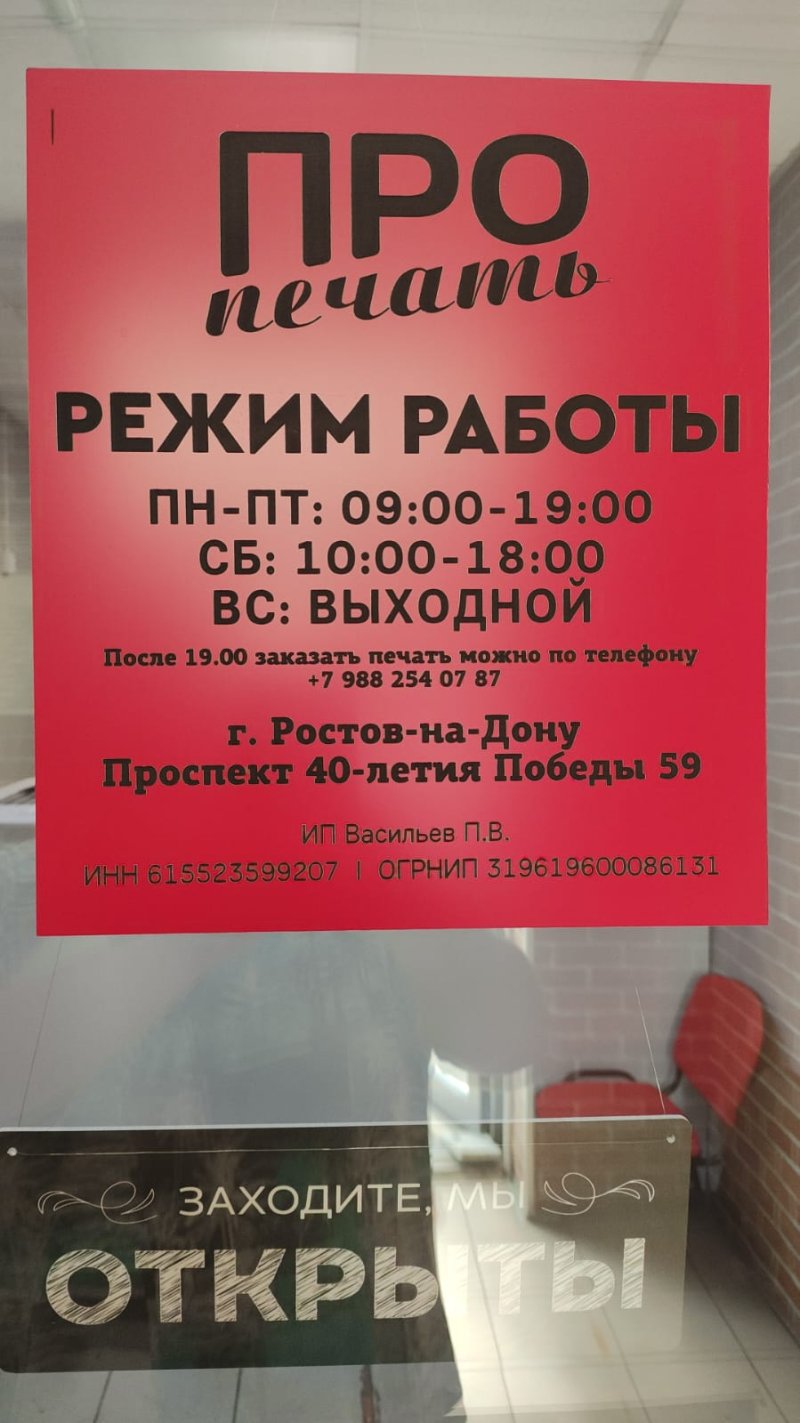 ПРО
печать
РЕЖИМ РАБОТЫ
ПН-ПТ: 09:00-19:00
СБ: 10:00-18:00
ВС: ВЫХОДНОЙ
После 19.00 заказать печать можно по телефону
+7 988 254 07 87
г. Ростов-на-Дону
Проспект 40-летия Победы 59
ИП Васильев П.В.
ИНН 615523599207 | ОГРНИП 319619600086131
ЗАХОДИТЕ, МЫ
ОТКРЫТЫ